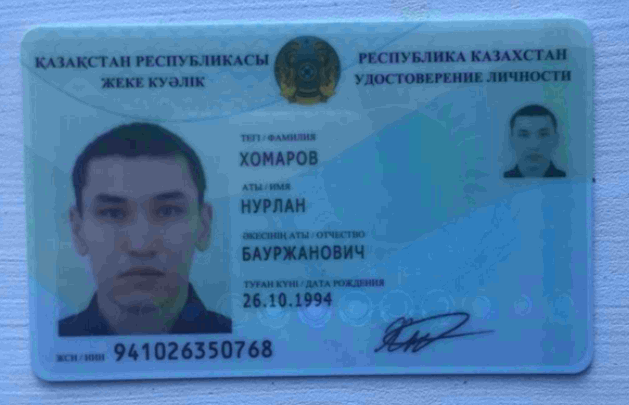 ҚАЗАҚСТАН РЕСПУБЛИКАСЫ
ЖЕКЕ КУӘЛІК
РЕСПУБЛИКА КАЗАХСТАН
УДОСТОВЕРЕНИЕ ЛИЧНОСТИ
ТЕГІ / ФАМИЛИЯ
ХОМАРОВ
АТЫ / ИМЯ
НУРЛАН
ӘКЕСІНІҢ АТЫ / ОТЧЕСТВО
БАУРЖАНОВИЧ
ТУҒАН КҮНІ / ДАТА РОЖДЕНИЯ
26.10.1994
ЖСН / ИИН 941026350768